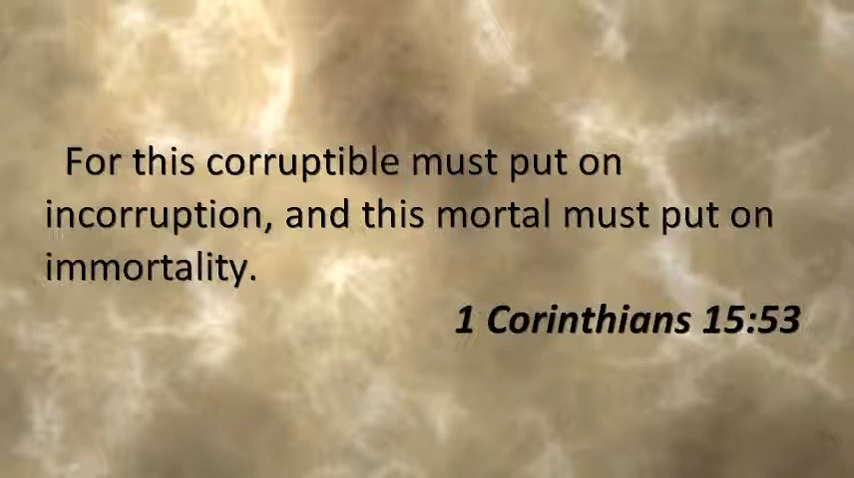 For this corruptible must put on
incorruption, and this mortal must put on
immortality.
1 Corinthians 15:53